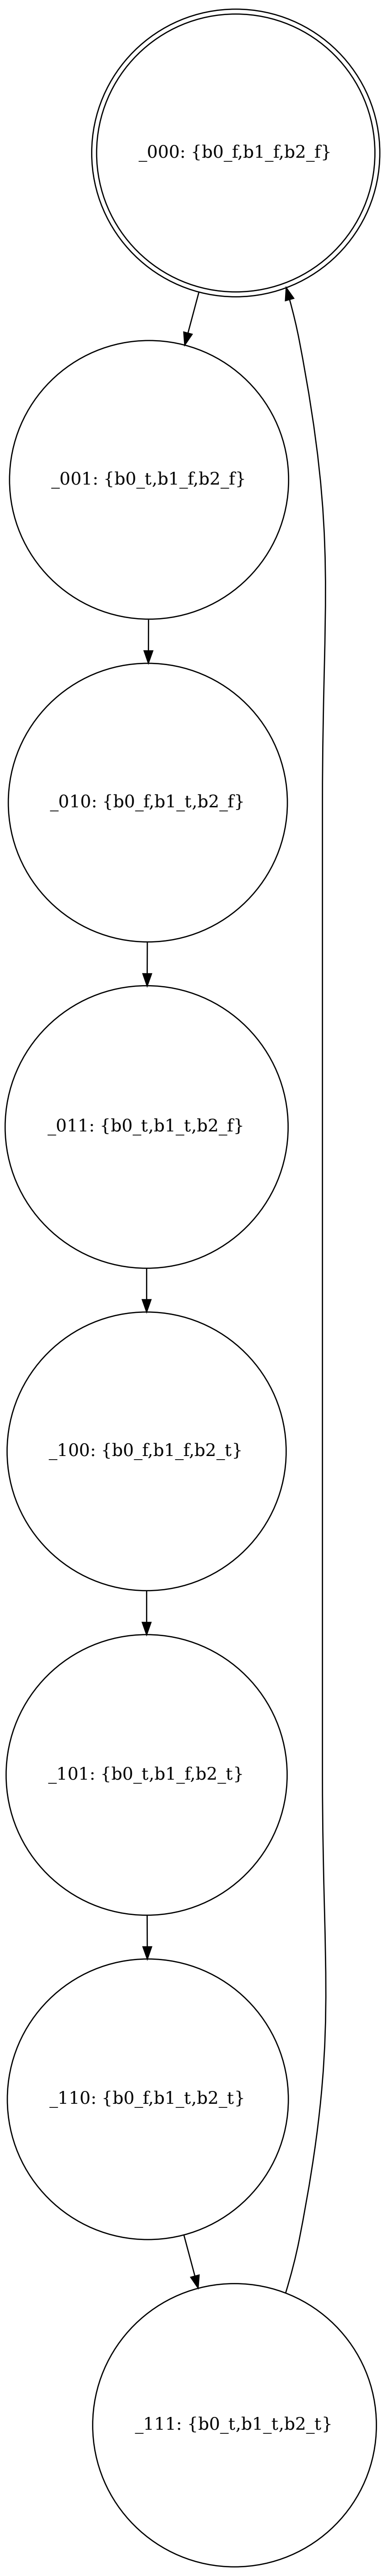 _000: {b0_f,b1_f,b2_f}
_001: {b0_t,b1_f,b2_f}
_010: {b0_f,b1_t,b2_f}
_011: {b0_t,b1_t,b2_f}
_100: {b0_f,b1_f,b2_t}
_101: {b0_t,b1_f,b2_t}
_110: {b0_f,b1_t,b2_t}
_111: {b0_t,b1_t,b2_t}